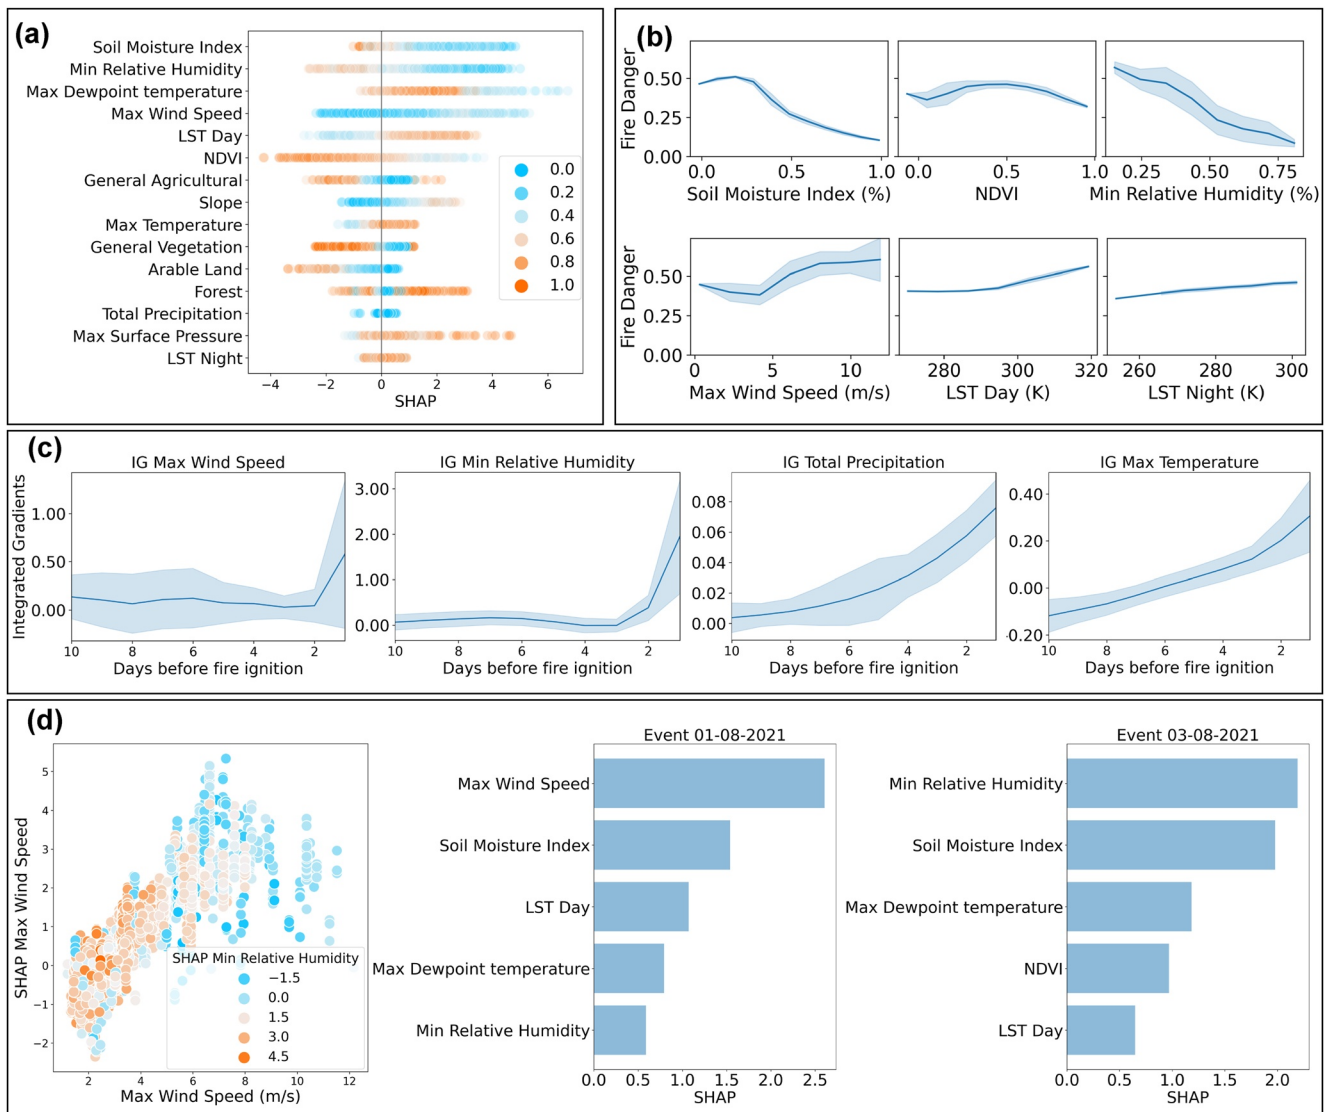 (a)
Soil Moisture Index
Min Relative Humidity
Max Dewpoint temperature
Max Wind Speed
LST Day
NDVI
General Agricultural
Slope
Max Temperature
General Vegetation
Arable Land
Forest
Total Precipitation
Max Surface Pressure
LST Night
0.0
0.2
0.4
0.6
0.8
1.0
−4 −2 0 2 4 6
SHAP
(b)
Fire Danger
0.50
0.25
0.00
0.0 0.5 1.0
Soil Moisture Index (%)
0.0 0.5 1.0
NDVI
0.25 0.50 0.75
Min Relative Humidity (%)
Fire Danger
0.50
0.25
0.00
0 5 10
Max Wind Speed (m/s)
280 300 320
LST Day (K)
260 280 300
LST Night (K)
(c)
IG Max Wind Speed
Integrated Gradients
1.00
0.50
0.00
10 8 6 4 2
Days before fire ignition
IG Min Relative Humidity
3.00
2.00
1.00
0.00
10 8 6 4 2
Days before fire ignition
IG Total Precipitation
0.08
0.06
0.04
0.02
0.00
10 8 6 4 2
Days before fire ignition
IG Max Temperature
0.40
0.20
0.00
-0.20
10 8 6 4 2
Days before fire ignition
(d)
SHAP Max Wind Speed
5
4
3
2
1
0
−1
−2
SHAP Min Relative Humidity
−1.5
0.0
1.5
3.0
4.5
2 4 6 8 10 12
Max Wind Speed (m/s)
Event 01-08-2021
Max Wind Speed
Soil Moisture Index
LST Day
Max Dewpoint temperature
Min Relative Humidity
0.0 0.5 1.0 1.5 2.0 2.5
SHAP
Event 03-08-2021
Min Relative Humidity
Soil Moisture Index
Max Dewpoint temperature
NDVI
LST Day
0.0 0.5 1.0 1.5 2.0
SHAP